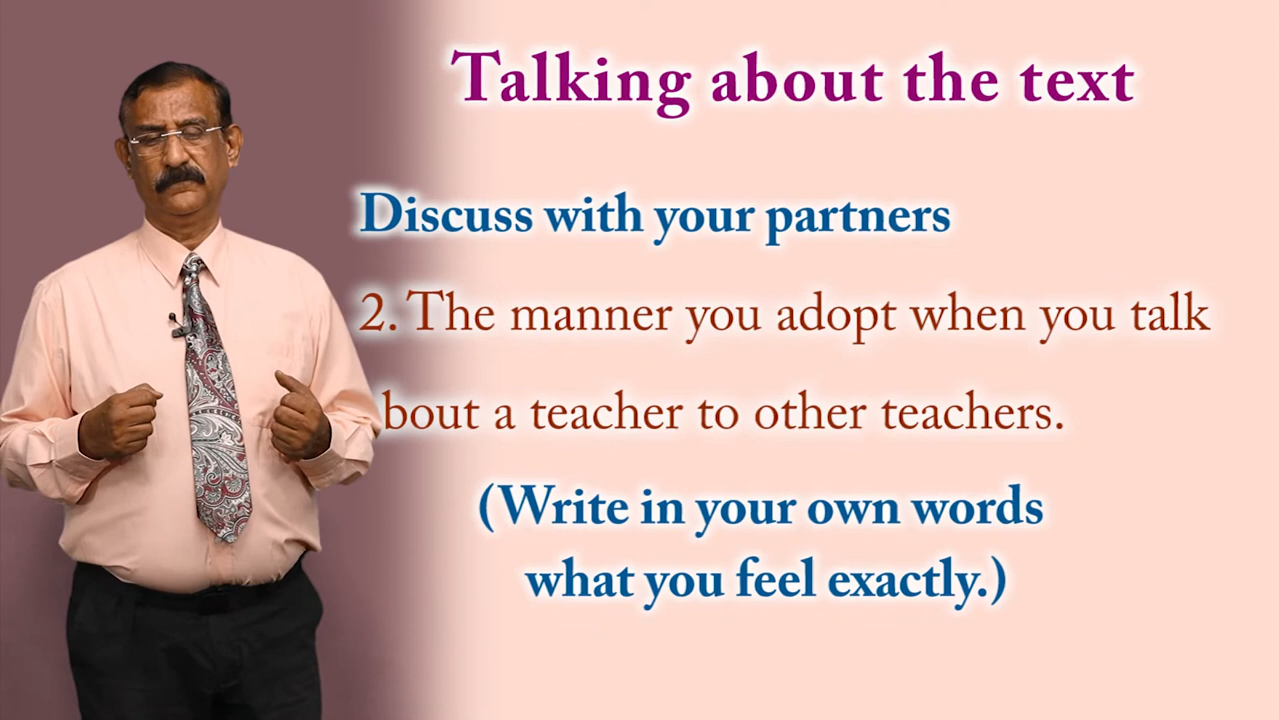 Talking about the text
Discuss with your partners
2. The manner you adopt when you talk
bout a teacher to other teachers.
(Write in your own words
what you feel exactly.)